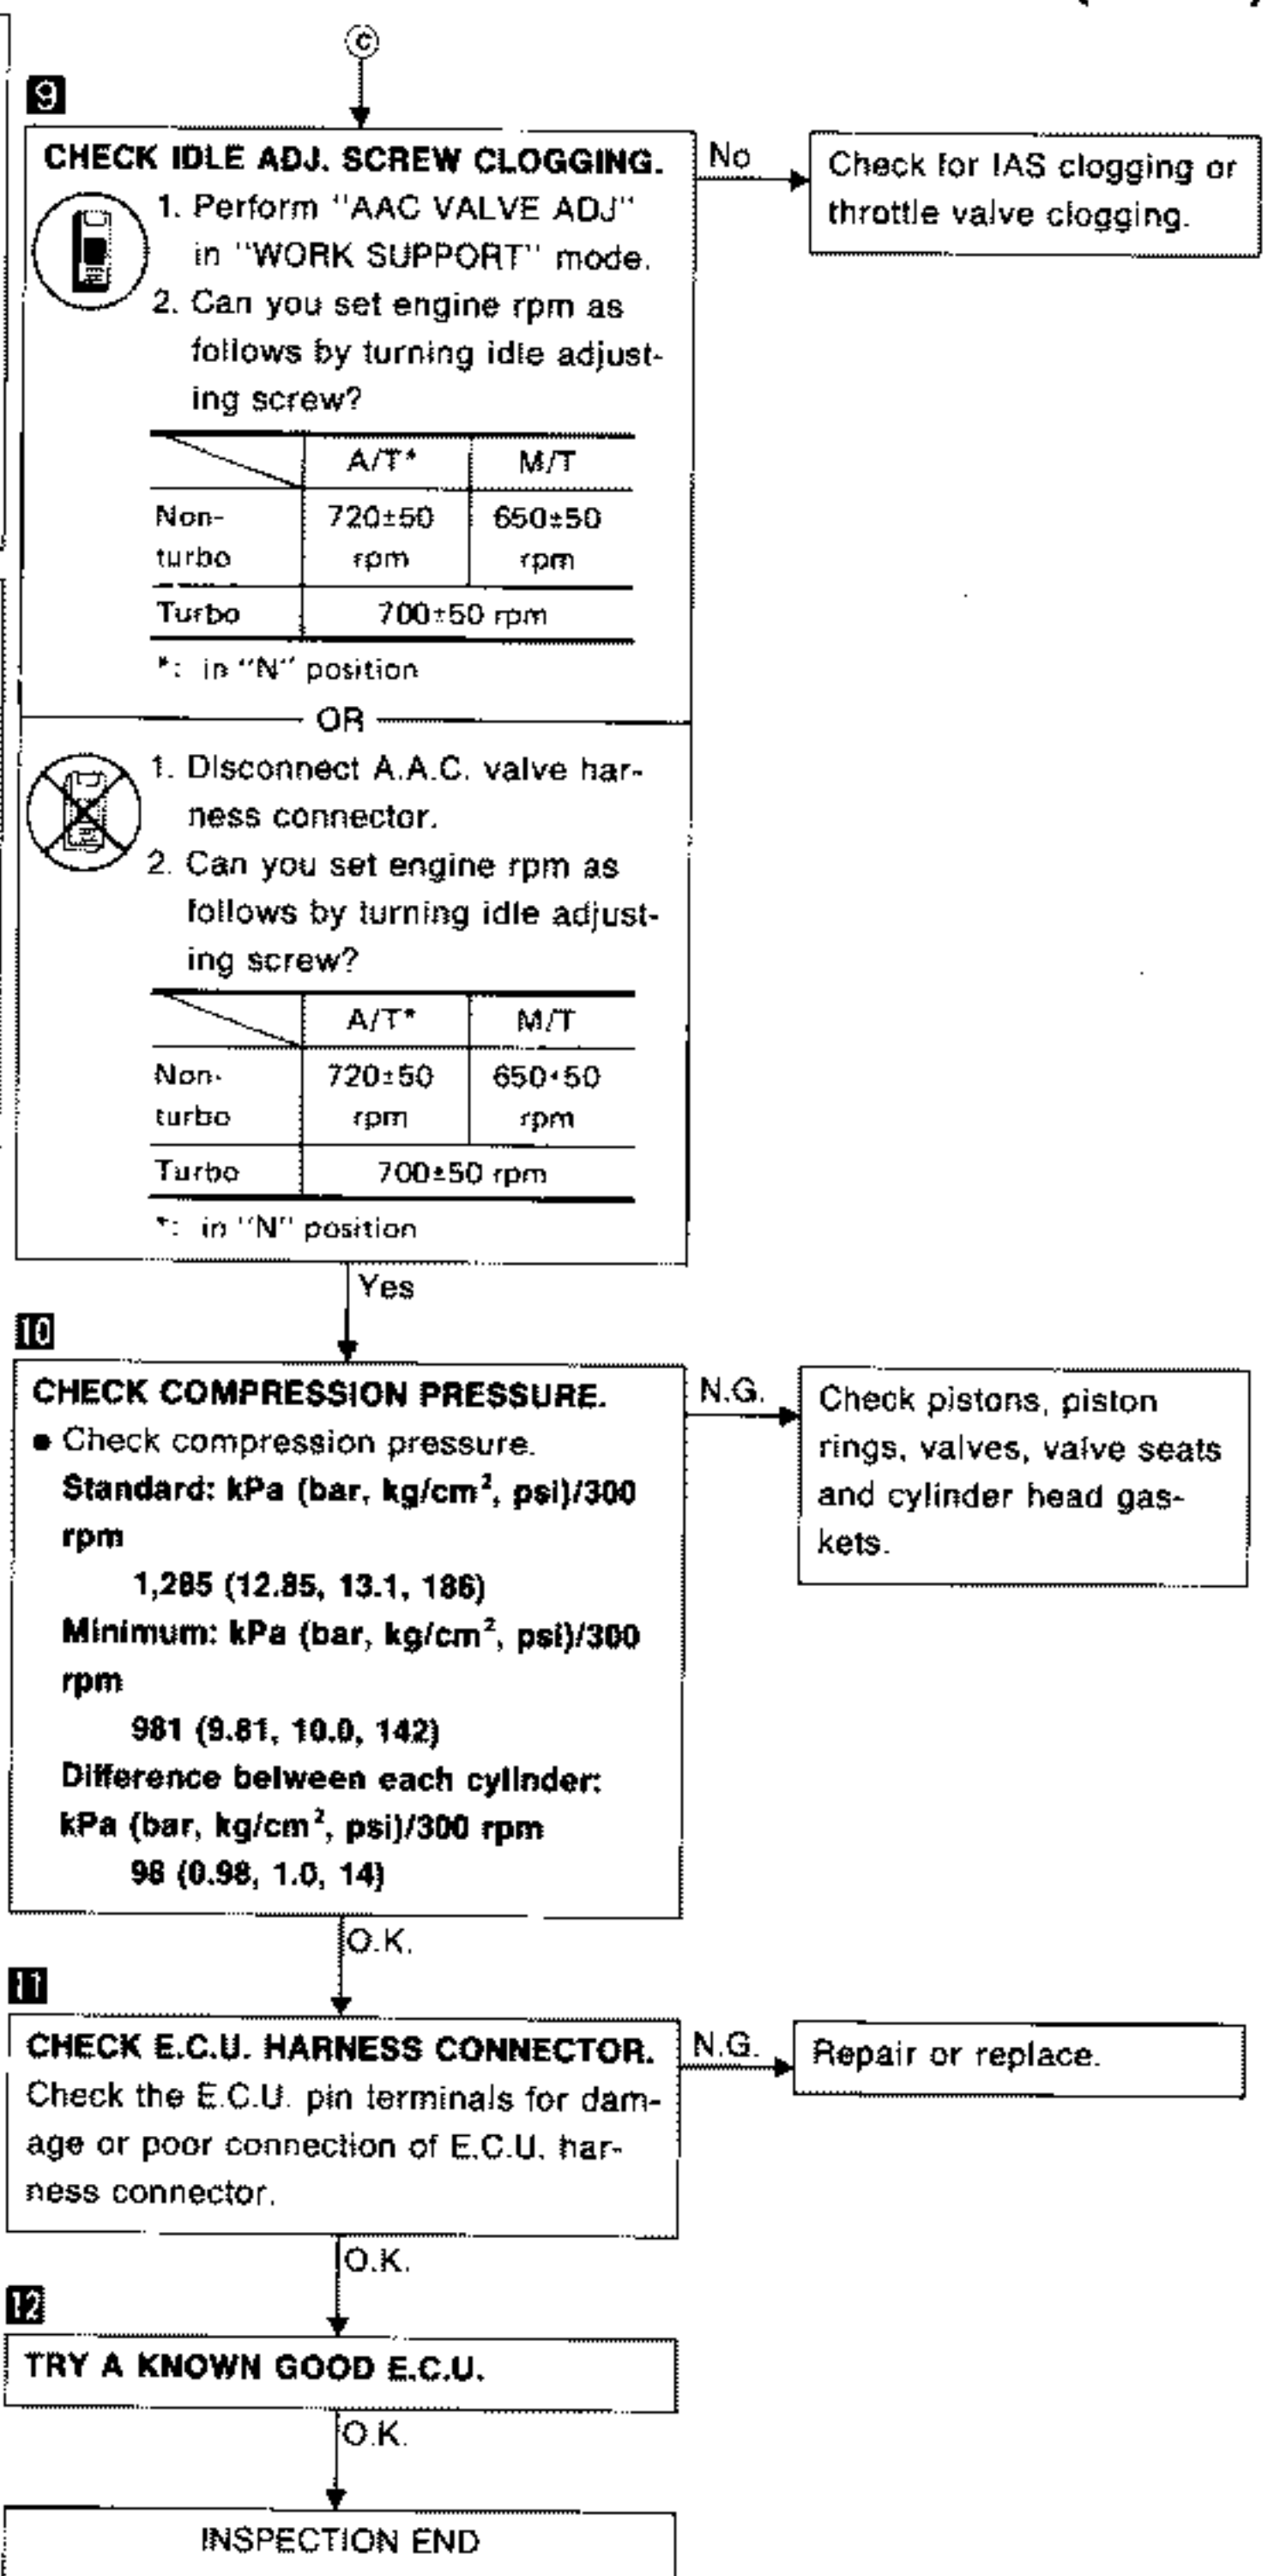 C
9
CHECK IDLE ADJ. SCREW CLOGGING.
1. Perform "AAC VALVE ADJ"
in "WORK SUPPORT" mode.
2. Can you set engine rpm as
follows by turning idle adjust-
ing screw?
A/T* M/T
Non- 720±50 650±50
turbo rpm rpm
Turbo 700±50 rpm
*: in "N" position
No
Check for IAS clogging or
throttle valve clogging.
OR
1. Disconnect A.A.C. valve har-
ness connector.
2. Can you set engine rpm as
follows by turning idle adjust-
ing screw?
A/T* M/T
Non- 720±50 650±50
turbo rpm rpm
Turbo 700±50 rpm
*: in "N" position
Yes
10
CHECK COMPRESSION PRESSURE.
● Check compression pressure.
Standard: kPa (bar, kg/cm², psi)/300
rpm
1,285 (12.85, 13.1, 186)
Minimum: kPa (bar, kg/cm², psi)/300
rpm
981 (9.81, 10.0, 142)
Difference between each cylinder:
kPa (bar, kg/cm², psi)/300 rpm
98 (0.98, 1.0, 14)
N.G.
Check pistons, piston
rings, valves, valve seats
and cylinder head gas-
kets.
O.K.
11
CHECK E.C.U. HARNESS CONNECTOR.
Check the E.C.U. pin terminals for dam-
age or poor connection of E.C.U. har-
ness connector.
N.G.
Repair or replace.
O.K.
12
TRY A KNOWN GOOD E.C.U.
O.K.
INSPECTION END